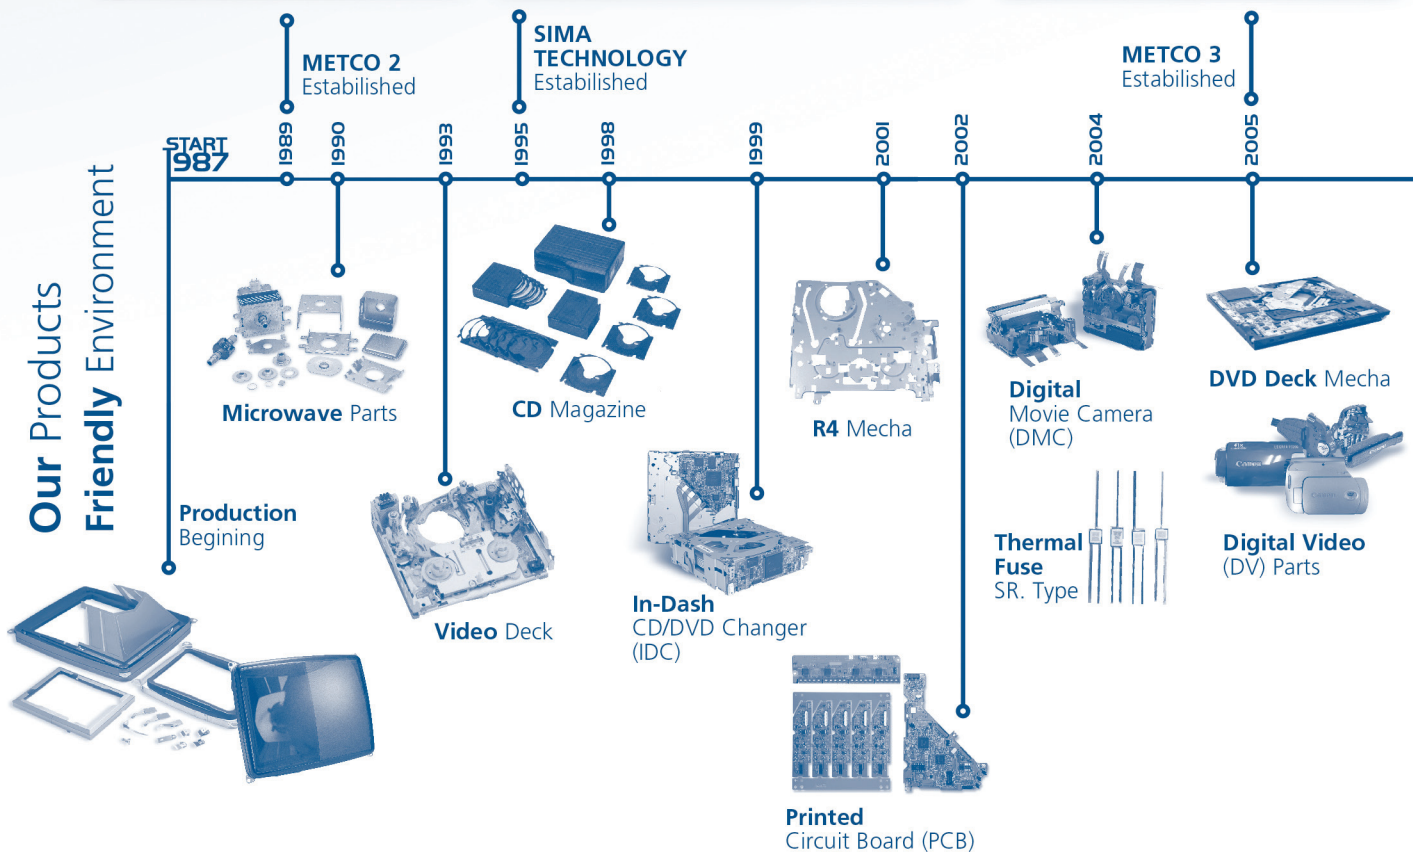 METCO 2
Estabilished
SIMA
TECHNOLOGY
Estabilished
METCO 3
Estabilished
START
1987
1989
1990
1993
1995
1998
1999
2001
2002
2004
2005
Our Products
Friendly Environment
Microwave Parts
CD Magazine
R4 Mecha
Digital
Movie Camera
(DMC)
DVD Deck Mecha
Canon
Production
Begining
Video Deck
In-Dash
CD/DVD Changer
(IDC)
Thermal
Fuse
SR. Type
Digital Video
(DV) Parts
Printed
Circuit Board (PCB)